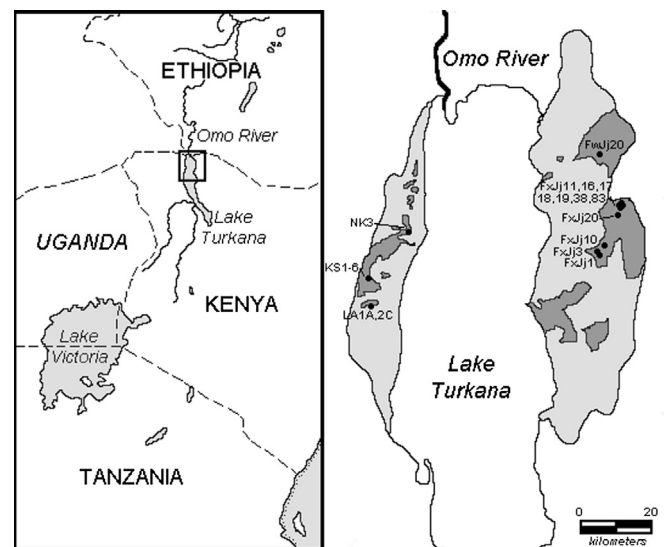 ETHIOPIA
Omo River
Lake
Turkana
UGANDA
KENYA
Lake
Victoria
TANZANIA
Omo River
FwJj20
FxJj11,16,17
18,19,38,83
FxJj20
FxJj10
FxJj3
FxJj1
NK3
KS1-6
LA1A,2C
Lake
Turkana
0 20
kilometers